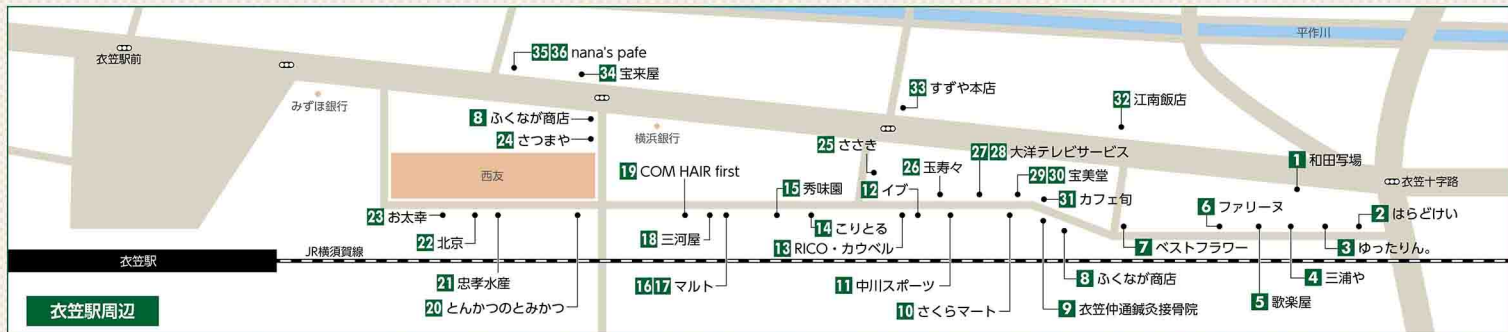 平作川
衣笠駅前
35 36 nana's pafe
34 宝来屋
みずほ銀行
33 すずや本店
32 江南飯店
8 ふくなが商店
24 さつまや
横浜銀行
25 ささき
27 28 大洋テレビサービス
1 和田写場
西友
19 COM HAIR first
26 玉寿々
29 30 宝美堂
衣笠十字路
15 秀味園
12 イブ
31 カフェ旬
6 ファリーヌ
2 はらどけい
23 お太幸
22 北京
18 三河屋
14 こりとる
13 RICO・カウベル
7 ベストフラワー
3 ゆったりん。
衣笠駅
JR横須賀線
21 忠孝水産
16 17 マルト
11 中川スポーツ
8 ふくなが商店
4 三浦や
衣笠駅周辺
20 とんかつのとみかつ
10 さくらマート
9 衣笠仲通鍼灸接骨院
5 歌楽屋